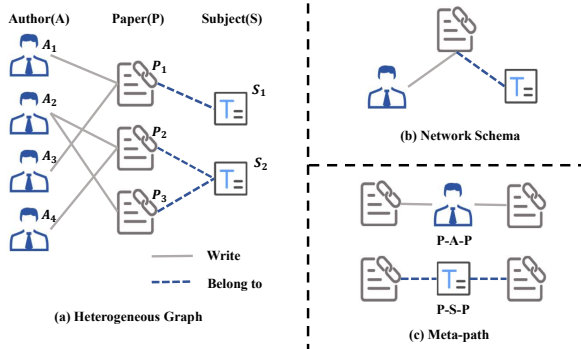 Author(A) Paper(P) Subject(S)
A1
P1
S1
A2
P2
S2
A3
P3
A4
Write
Belong to
(a) Heterogeneous Graph
(b) Network Schema
P-A-P
P-S-P
(c) Meta-path